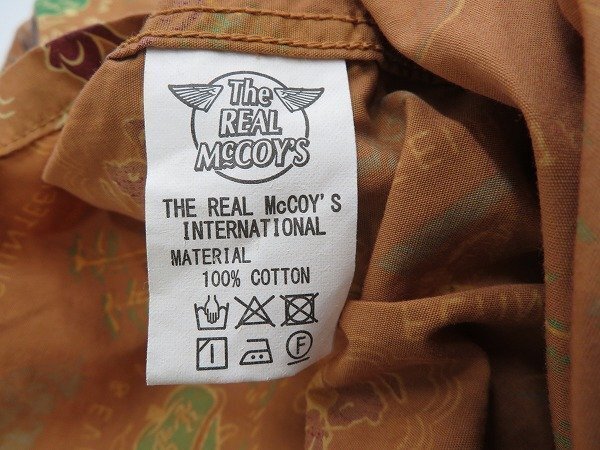 The
REAL
McCOY'S
THE REAL McCOY'S
INTERNATIONAL
MATERIAL
100% COTTON
F